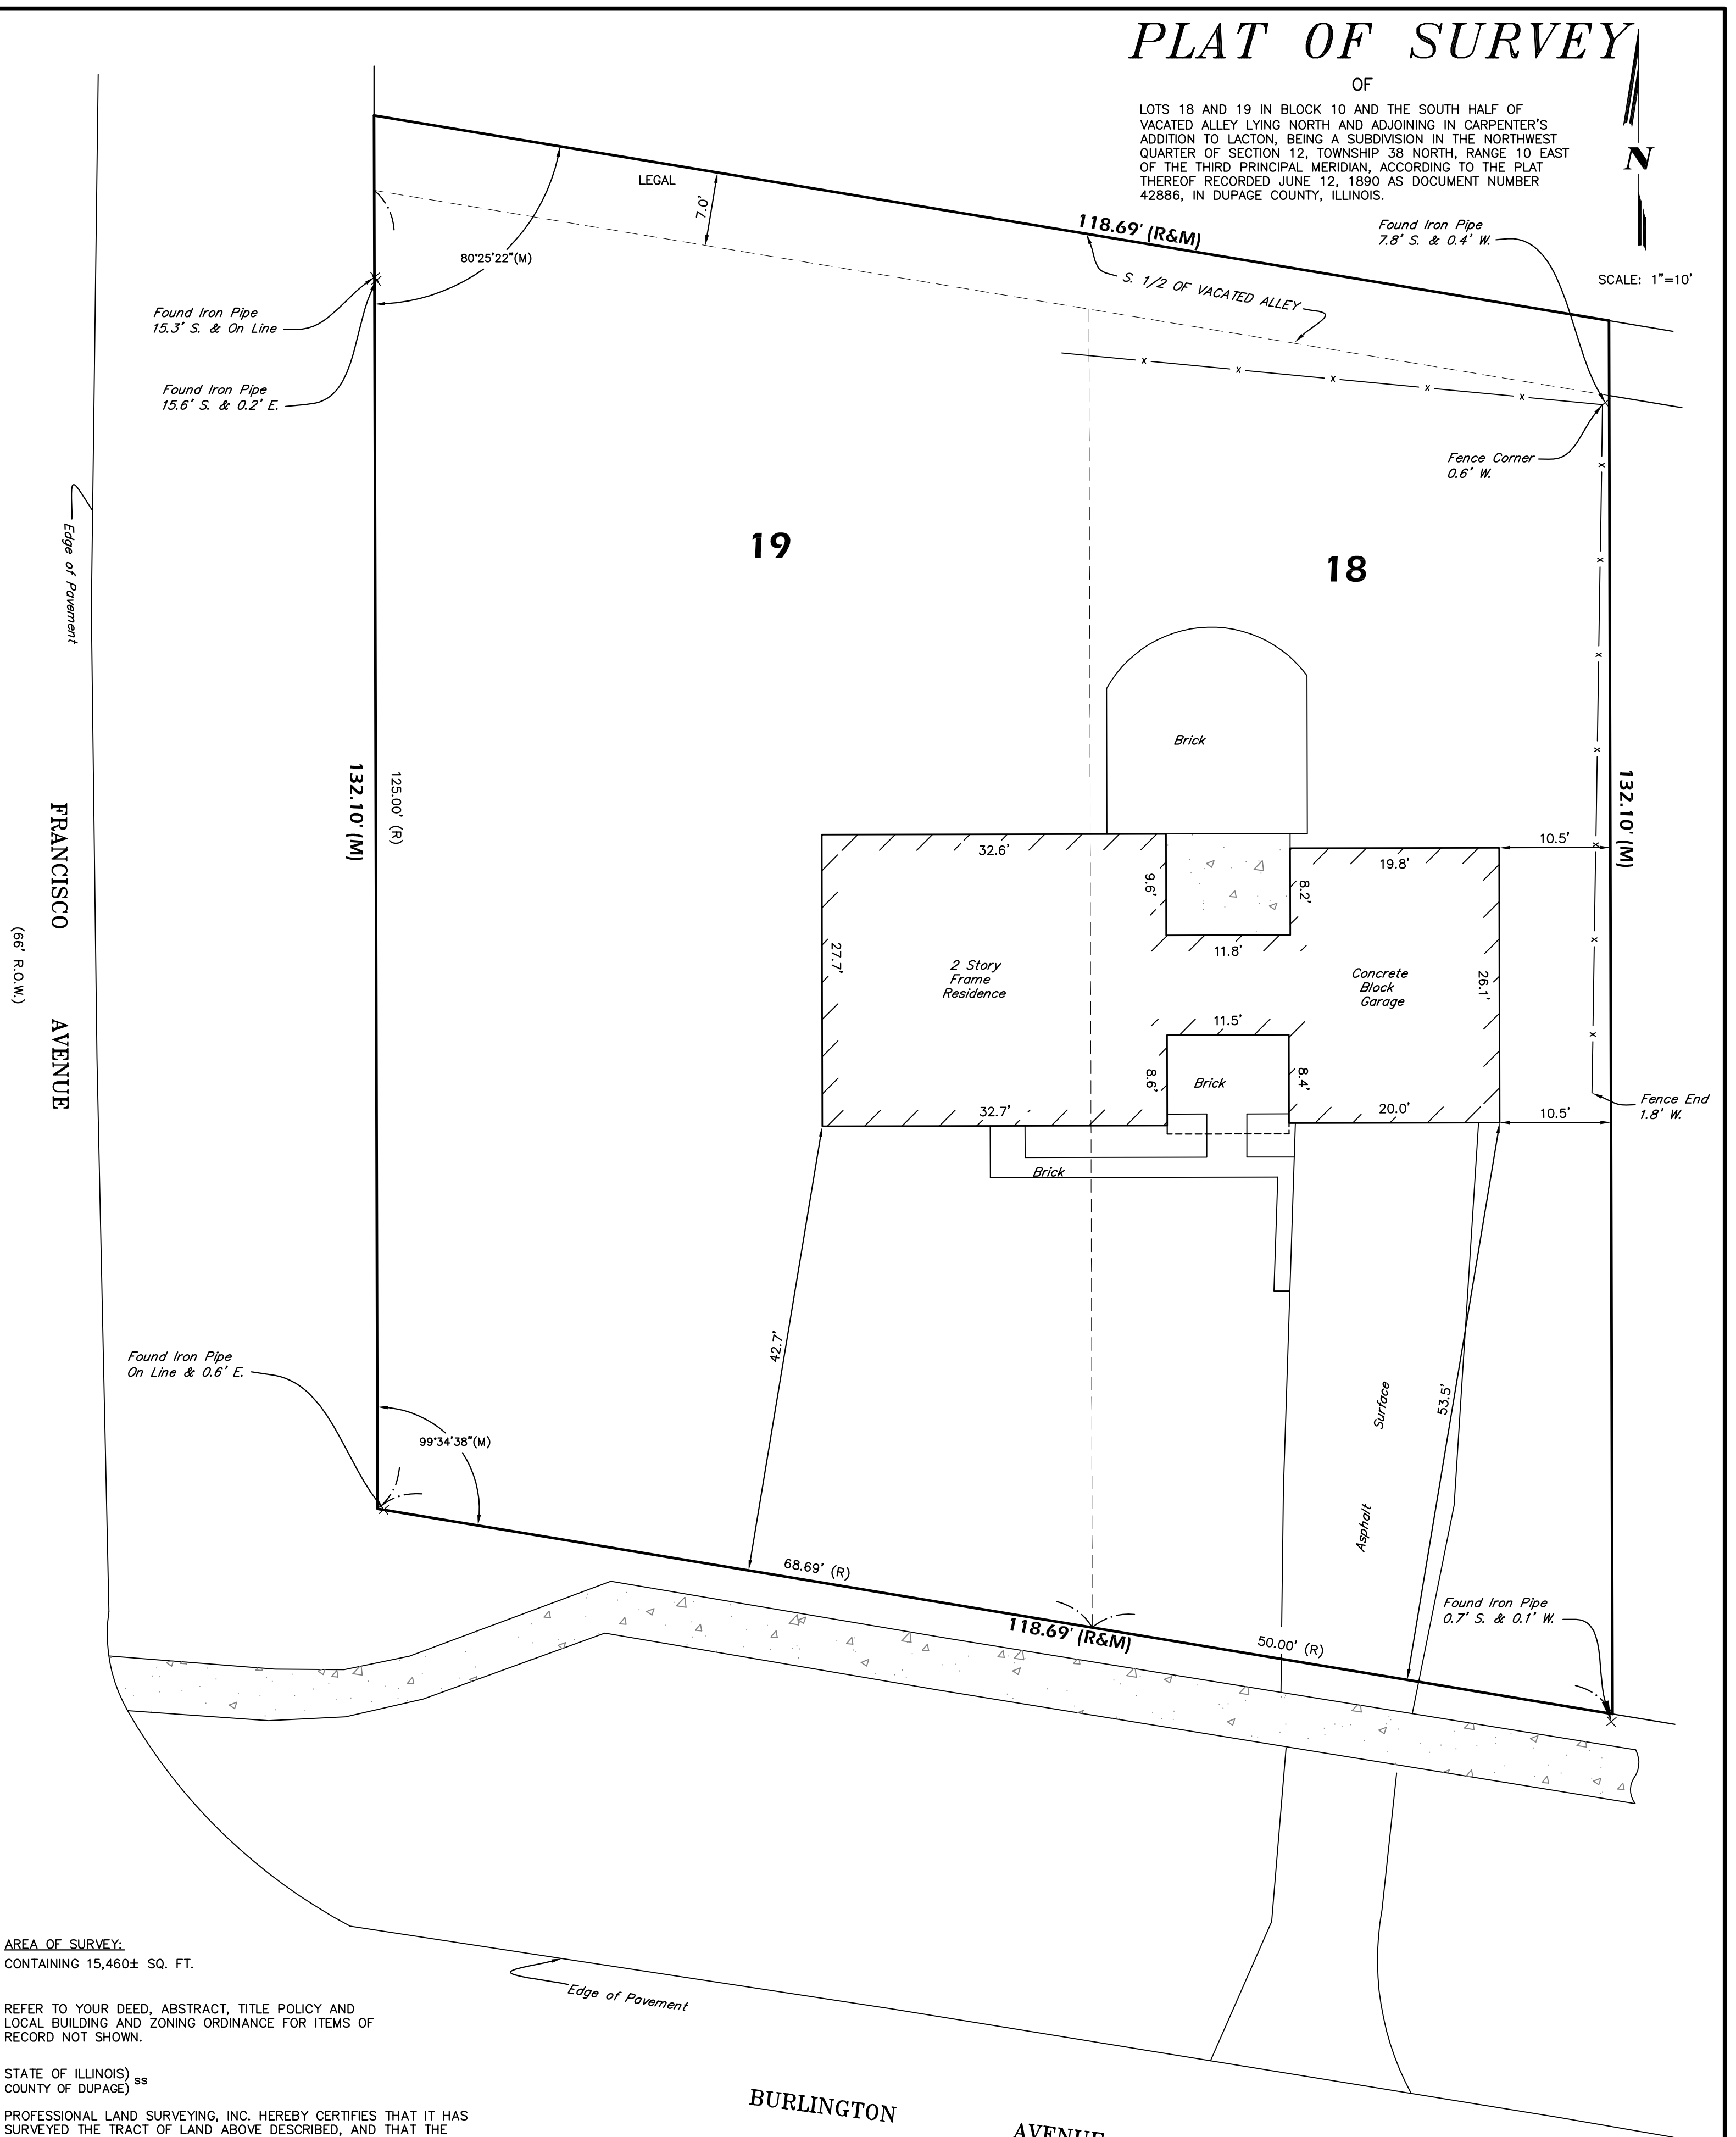 PLAT OF SURVEY
OF
LOTS 18 AND 19 IN BLOCK 10 AND THE SOUTH HALF OF
VACATED ALLEY LYING NORTH AND ADJOINING IN CARPENTER'S
ADDITION TO LACTON, BEING A SUBDIVISION IN THE NORTHWEST
QUARTER OF SECTION 12, TOWNSHIP 38 NORTH, RANGE 10 EAST
OF THE THIRD PRINCIPAL MERIDIAN, ACCORDING TO THE PLAT
THEREOF RECORDED JUNE 12, 1890 AS DOCUMENT NUMBER
42886, IN DUPAGE COUNTY, ILLINOIS.
N
SCALE: 1"=10'
LEGAL
7.0'
118.69' (R&M)
Found Iron Pipe
7.8' S. & 0.4' W.
80°25'22"(M)
S. 1/2 OF VACATED ALLEY
Found Iron Pipe
15.3' S. & On Line
Found Iron Pipe
15.6' S. & 0.2' E.
Fence Corner
0.6' W.
Edge of Pavement
19
18
Brick
132.10' (M)
125.00' (R)
132.10' (M)
FRANCISCO AVENUE
(66' R.O.W.)
32.6'
9.6'
8.2'
19.8'
10.5'
11.8'
27.7'
2 Story
Frame
Residence
Concrete
Block
Garage
26.1'
11.5'
8.6'
Brick
8.4'
32.7'
20.0'
10.5'
Fence End
1.8' W.
Brick
42.7'
53.5'
Asphalt Surface
Found Iron Pipe
On Line & 0.6' E.
99°34'38"(M)
68.69' (R)
118.69' (R&M)
50.00' (R)
Found Iron Pipe
0.7' S. & 0.1' W.
Edge of Pavement
BURLINGTON AVENUE
AREA OF SURVEY:
CONTAINING 15,460± SQ. FT.
REFER TO YOUR DEED, ABSTRACT, TITLE POLICY AND
LOCAL BUILDING AND ZONING ORDINANCE FOR ITEMS OF
RECORD NOT SHOWN.
STATE OF ILLINOIS)
COUNTY OF DUPAGE) ss
PROFESSIONAL LAND SURVEYING, INC. HEREBY CERTIFIES THAT IT HAS
SURVEYED THE TRACT OF LAND ABOVE DESCRIBED, AND THAT THE